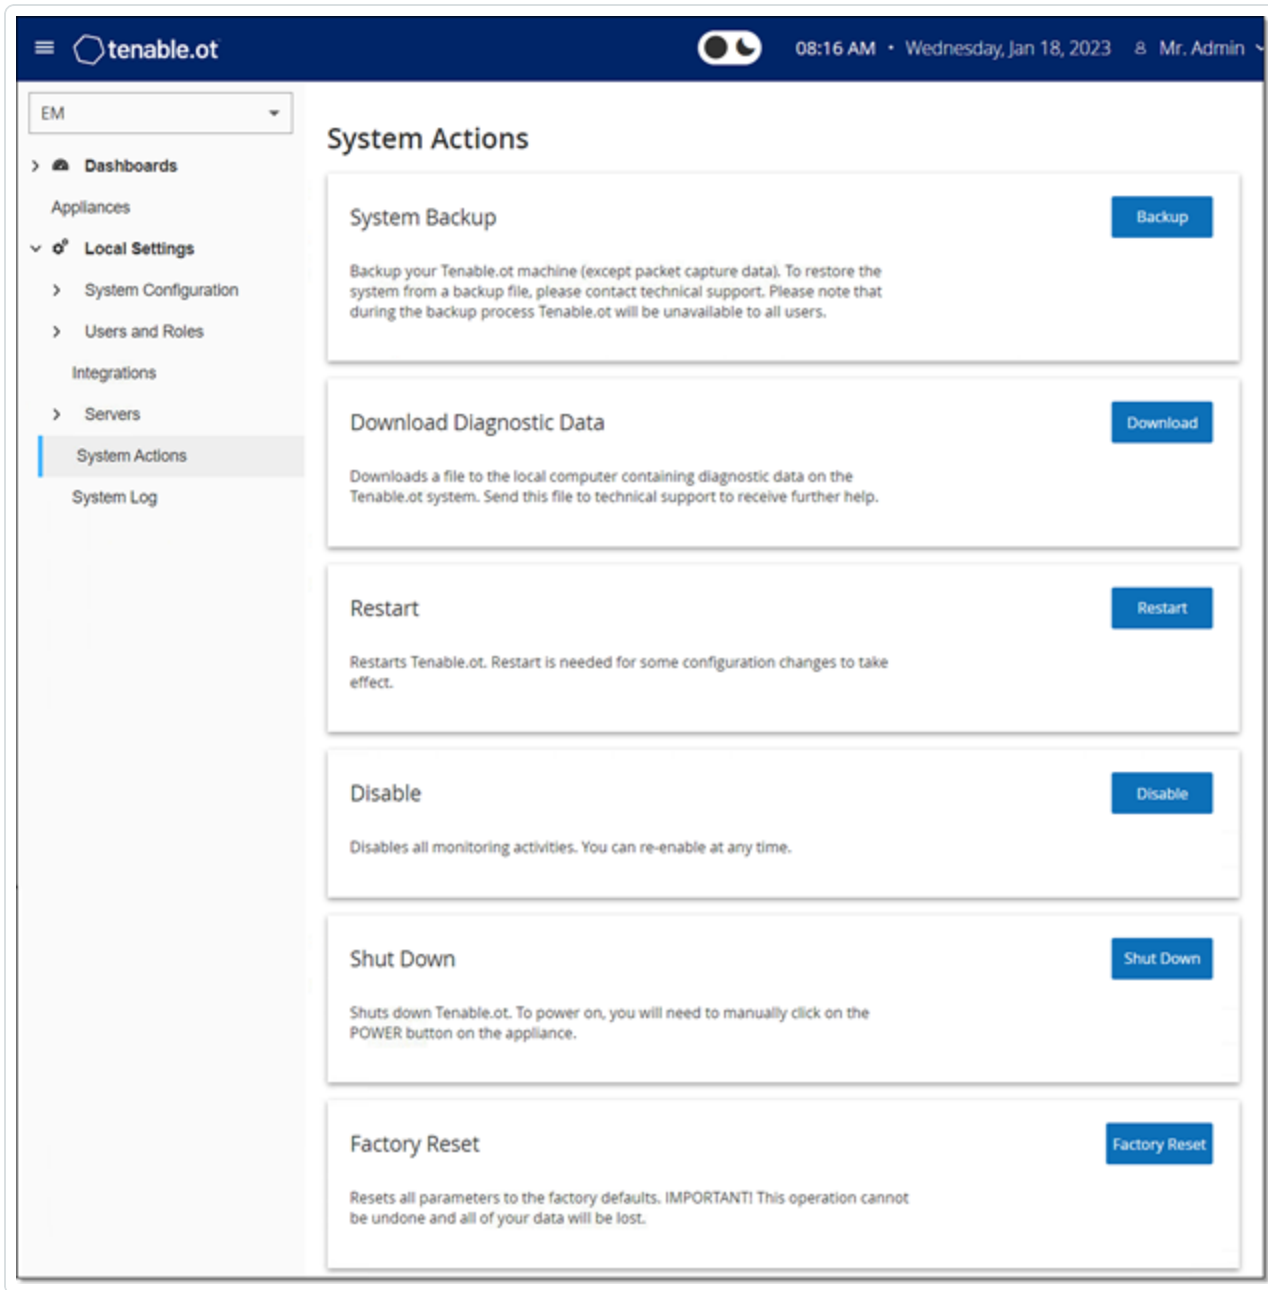 tenable.ot
08:16 AM • Wednesday, Jan 18, 2023 Mr. Admin
EM
Dashboards
Appliances
Local Settings
System Configuration
Users and Roles
Integrations
Servers
System Actions
System Log
System Actions
System Backup
Backup
Backup your Tenable.ot machine (except packet capture data). To restore the
system from a backup file, please contact technical support. Please note that
during the backup process Tenable.ot will be unavailable to all users.
Download Diagnostic Data
Download
Downloads a file to the local computer containing diagnostic data on the
Tenable.ot system. Send this file to technical support to receive further help.
Restart
Restart
Restarts Tenable.ot. Restart is needed for some configuration changes to take
effect.
Disable
Disable
Disables all monitoring activities. You can re-enable at any time.
Shut Down
Shut Down
Shuts down Tenable.ot. To power on, you will need to manually click on the
POWER button on the appliance.
Factory Reset
Factory Reset
Resets all parameters to the factory defaults. IMPORTANT! This operation cannot
be undone and all of your data will be lost.